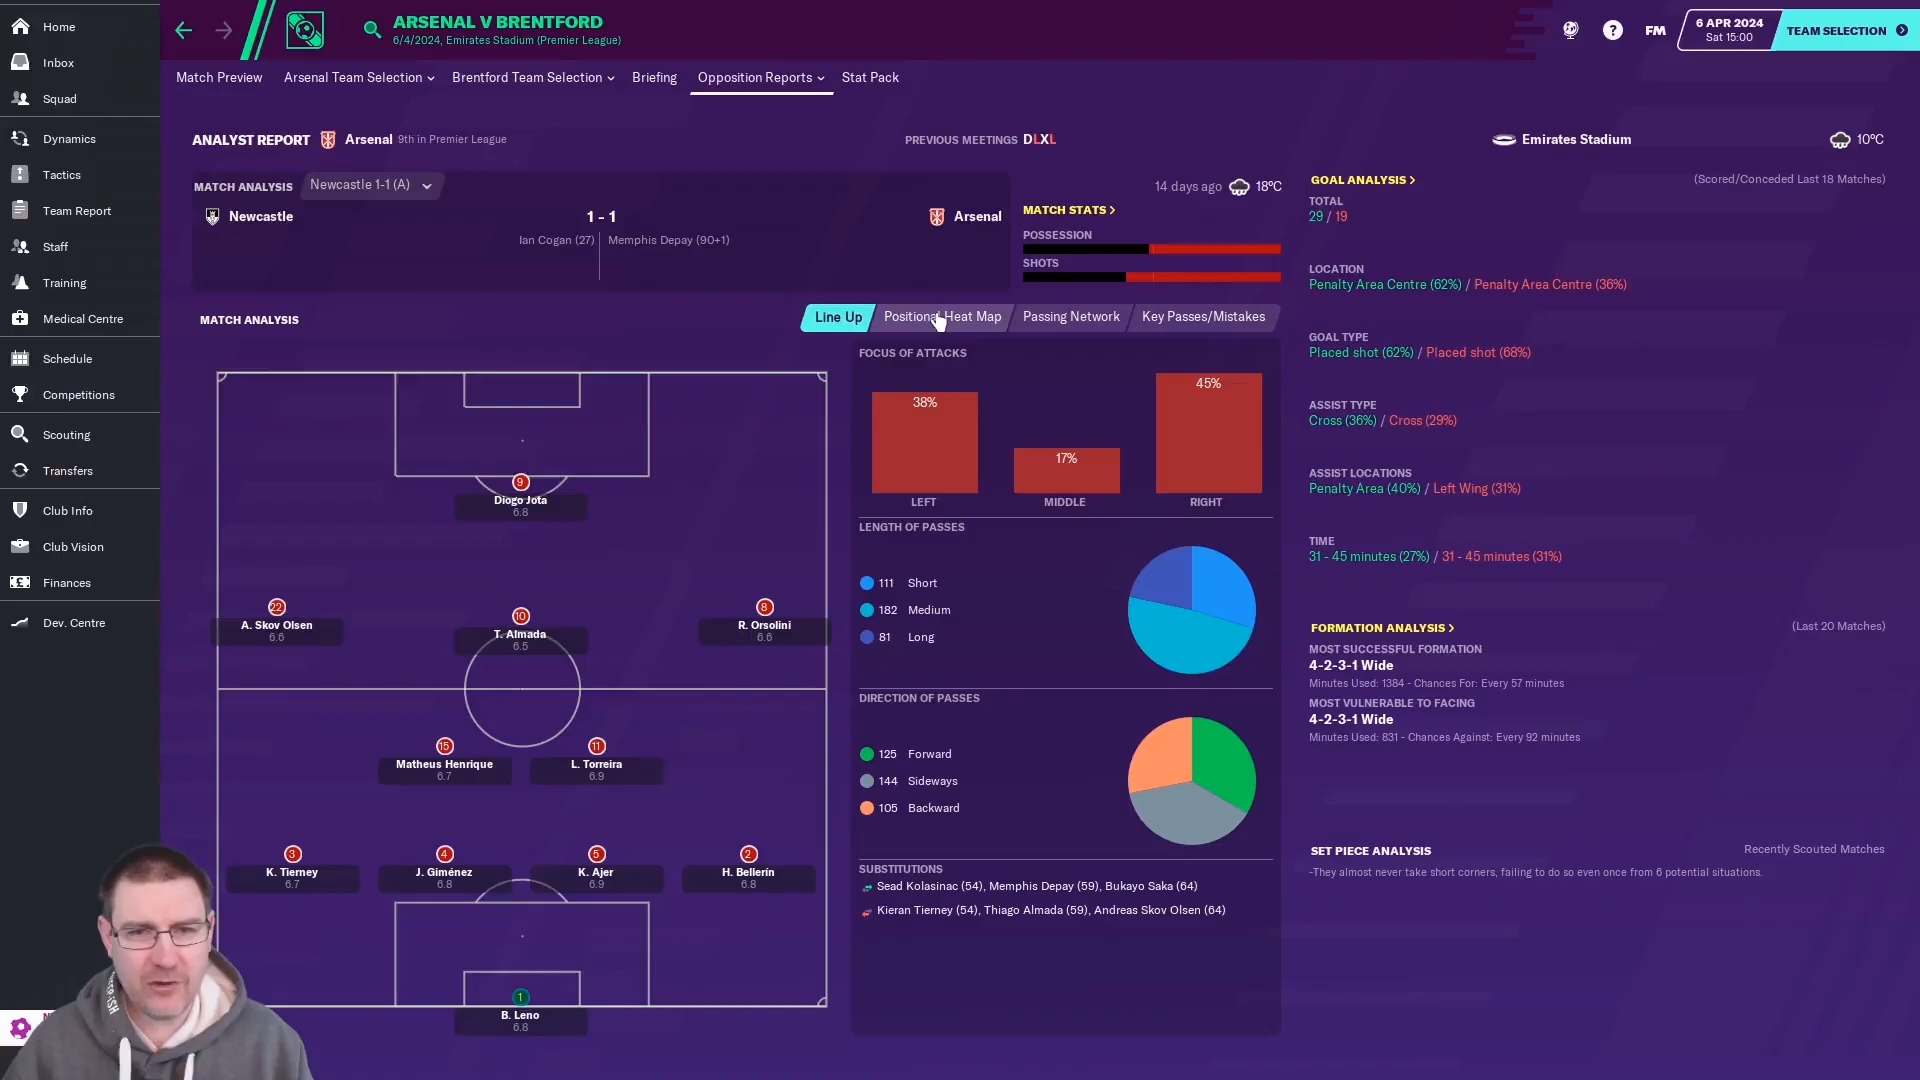 Home
Inbox
Squad
Dynamics
Tactics
Team Report
Staff
Training
Medical Centre
Schedule
Competitions
Scouting
Transfers
Club Info
Club Vision
Finances
Dev. Centre
ARSENAL V BRENTFORD
6/4/2024, Emirates Stadium (Premier League)
?
FM
6 APR 2024
Sat 15:00
TEAM SELECTION
Match Preview
Arsenal Team Selection
Brentford Team Selection
Briefing
Opposition Reports
Stat Pack
ANALYST REPORT Arsenal 9th in Premier League
PREVIOUS MEETINGS DLXL
Emirates Stadium
10ºC
MATCH ANALYSIS Newcastle 1-1 (A)
Newcastle 1 - 1 Arsenal
Ian Cogan (27) Memphis Depay (90+1)
14 days ago 18ºC
MATCH STATS >
POSSESSION
SHOTS
MATCH ANALYSIS
Line Up
Positional Heat Map
Passing Network
Key Passes/Mistakes
9
Diogo Jota
6.8
22
A. Skov Olsen
6.6
10
T. Almada
6.5
8
R. Orsolini
6.6
15
Matheus Henrique
6.7
11
L. Torreira
6.9
3
K. Tierney
6.7
4
J. Giménez
6.8
5
K. Ajer
6.9
2
H. Bellerín
6.8
1
B. Leno
6.8
FOCUS OF ATTACKS
38%
17%
45%
LEFT
MIDDLE
RIGHT
LENGTH OF PASSES
111 Short
182 Medium
81 Long
DIRECTION OF PASSES
125 Forward
144 Sideways
105 Backward
SUBSTITUTIONS
Sead Kolasinac (54), Memphis Depay (59), Bukayo Saka (64)
Kieran Tierney (54), Thiago Almada (59), Andreas Skov Olsen (64)
GOAL ANALYSIS >
(Scored/Conceded Last 18 Matches)
TOTAL
29 / 19
LOCATION
Penalty Area Centre (62%) / Penalty Area Centre (36%)
GOAL TYPE
Placed shot (62%) / Placed shot (68%)
ASSIST TYPE
Cross (36%) / Cross (29%)
ASSIST LOCATIONS
Penalty Area (40%) / Left Wing (31%)
TIME
31 - 45 minutes (27%) / 31 - 45 minutes (31%)
FORMATION ANALYSIS >
(Last 20 Matches)
MOST SUCCESSFUL FORMATION
4-2-3-1 Wide
Minutes Used: 1384 - Chances For: Every 57 minutes
MOST VULNERABLE TO FACING
4-2-3-1 Wide
Minutes Used: 831 - Chances Against: Every 92 minutes
SET PIECE ANALYSIS
Recently Scouted Matches
-They almost never take short corners, failing to do so even once from 6 potential situations.